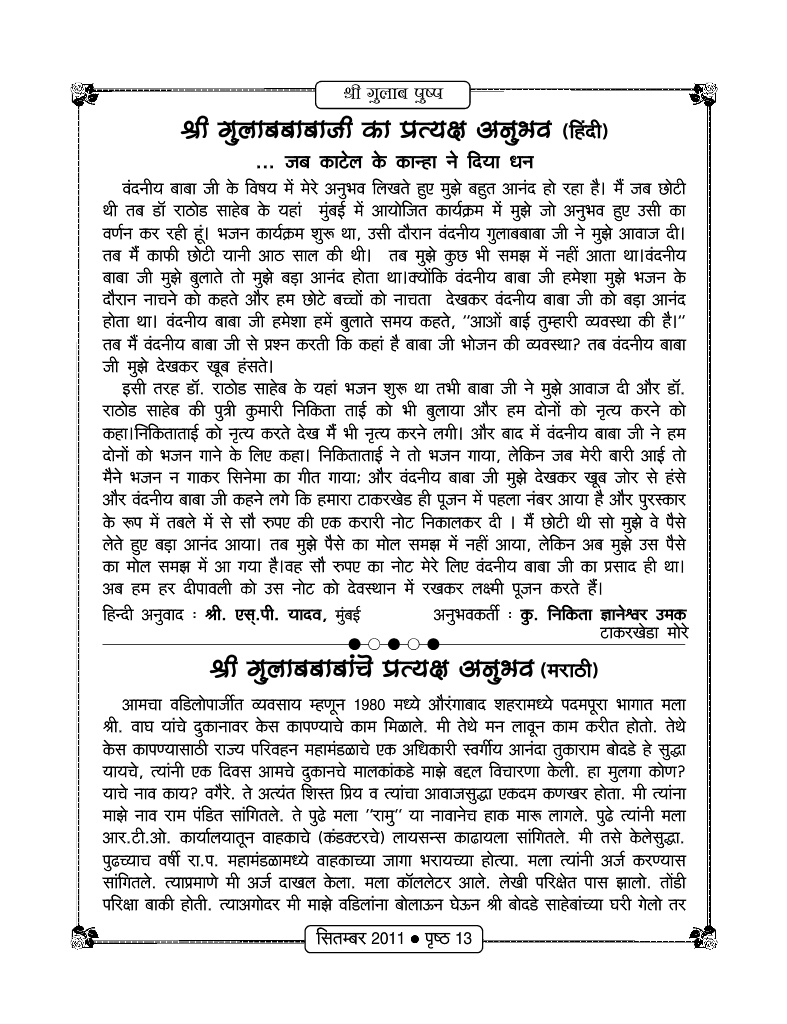 श्री गुलाब पुष्प
श्री गुलाबबाबाजी का प्रत्यक्ष अनुभव (हिंदी)
... जब काटेल के कान्हा ने दिया धन
वंदनीय बाबा जी के विषय में मेरे अनुभव लिखते हुए मुझे बहुत आनंद हो रहा है। मैं जब छोटी
थी तब डॉ राठोड साहेब के यहां मुंबई में आयोजित कार्यक्रम में मुझे जो अनुभव हुए उसी का
वर्णन कर रही हूं। भजन कार्यक्रम शुरू था, उसी दौरान वंदनीय गुलाबबाबा जी ने मुझे आवाज दी।
तब मैं काफी छोटी यानी आठ साल की थी। तब मुझे कुछ भी समझ में नहीं आता था।वंदनीय
बाबा जी मुझे बुलाते तो मुझे बड़ा आनंद होता था।क्योंकि वंदनीय बाबा जी हमेशा मुझे भजन के
दौरान नाचने को कहते और हम छोटे बच्चों को नाचता देखकर वंदनीय बाबा जी को बड़ा आनंद
होता था। वंदनीय बाबा जी हमेशा हमें बुलाते समय कहते, ''आओं बाई तुम्हारी व्यवस्था की है।''
तब मैं वंदनीय बाबा जी से प्रश्न करती कि कहां है बाबा जी भोजन की व्यवस्था? तब वंदनीय बाबा
जी मुझे देखकर खूब हंसते।
इसी तरह डॉ. राठोड साहेब के यहां भजन शुरू था तभी बाबा जी ने मुझे आवाज दी और डॉ.
राठोड साहेब की पुत्री कुमारी निकिता ताई को भी बुलाया और हम दोनों को नृत्य करने को
कहा।निकिताताई को नृत्य करते देख मैं भी नृत्य करने लगी। और बाद में वंदनीय बाबा जी ने हम
दोनों को भजन गाने के लिए कहा। निकिताताई ने तो भजन गाया, लेकिन जब मेरी बारी आई तो
मैने भजन न गाकर सिनेमा का गीत गाया; और वंदनीय बाबा जी मुझे देखकर खूब जोर से हंसे
और वंदनीय बाबा जी कहने लगे कि हमारा टाकरखेड ही पूजन में पहला नंबर आया है और पुरस्कार
के रूप में तबले में से सौ रुपए की एक करारी नोट निकालकर दी । मैं छोटी थी सो मुझे वे पैसे
लेते हुए बड़ा आनंद आया। तब मुझे पैसे का मोल समझ में नहीं आया, लेकिन अब मुझे उस पैसे
का मोल समझ में आ गया है।वह सौ रुपए का नोट मेरे लिए वंदनीय बाबा जी का प्रसाद ही था।
अब हम हर दीपावली को उस नोट को देवस्थान में रखकर लक्ष्मी पूजन करते हैं।
हिन्दी अनुवाद : श्री. एस्.पी. यादव, मुंबई अनुभवकर्ती : कु. निकिता ज्ञानेश्वर उमक
टाकरखेडा मोरे
श्री गुलाबबाबांचे प्रत्यक्ष अनुभव (मराठी)
आमचा वडिलोपार्जीत व्यवसाय म्हणून 1980 मध्ये औरंगाबाद शहरामध्ये पदमपूरा भागात मला
श्री. वाघ यांचे दुकानावर केस कापण्याचे काम मिळाले. मी तेथे मन लावून काम करीत होतो. तेथे
केस कापण्यासाठी राज्य परिवहन महामंडळाचे एक अधिकारी स्वर्गीय आनंदा तुकाराम बोदडे हे सुद्धा
यायचे, त्यांनी एक दिवस आमचे दुकानचे मालकांकडे माझे बद्दल विचारणा केली. हा मुलगा कोण?
याचे नाव काय? वगैरे. ते अत्यंत शिस्त प्रिय व त्यांचा आवाजसुद्धा एकदम कणखर होता. मी त्यांना
माझे नाव राम पंडित सांगितले. ते पुढे मला ''रामु'' या नावानेच हाक मारू लागले. पुढे त्यांनी मला
आर.टी.ओ. कार्यालयातून वाहकाचे (कंडक्टरचे) लायसन्स काढायला सांगितले. मी तसे केलेसुद्धा.
पुढच्याच वर्षी रा.प. महामंडळामध्ये वाहकाच्या जागा भरायच्या होत्या. मला त्यांनी अर्ज करण्यास
सांगितले. त्याप्रमाणे मी अर्ज दाखल केला. मला कॉललेटर आले. लेखी परिक्षेत पास झालो. तोंडी
परिक्षा बाकी होती. त्याअगोदर मी माझे वडिलांना बोलाऊन घेऊन श्री बोदडे साहेबांच्या घरी गेलो तर
सितम्बर 2011 ● पृष्ठ 13